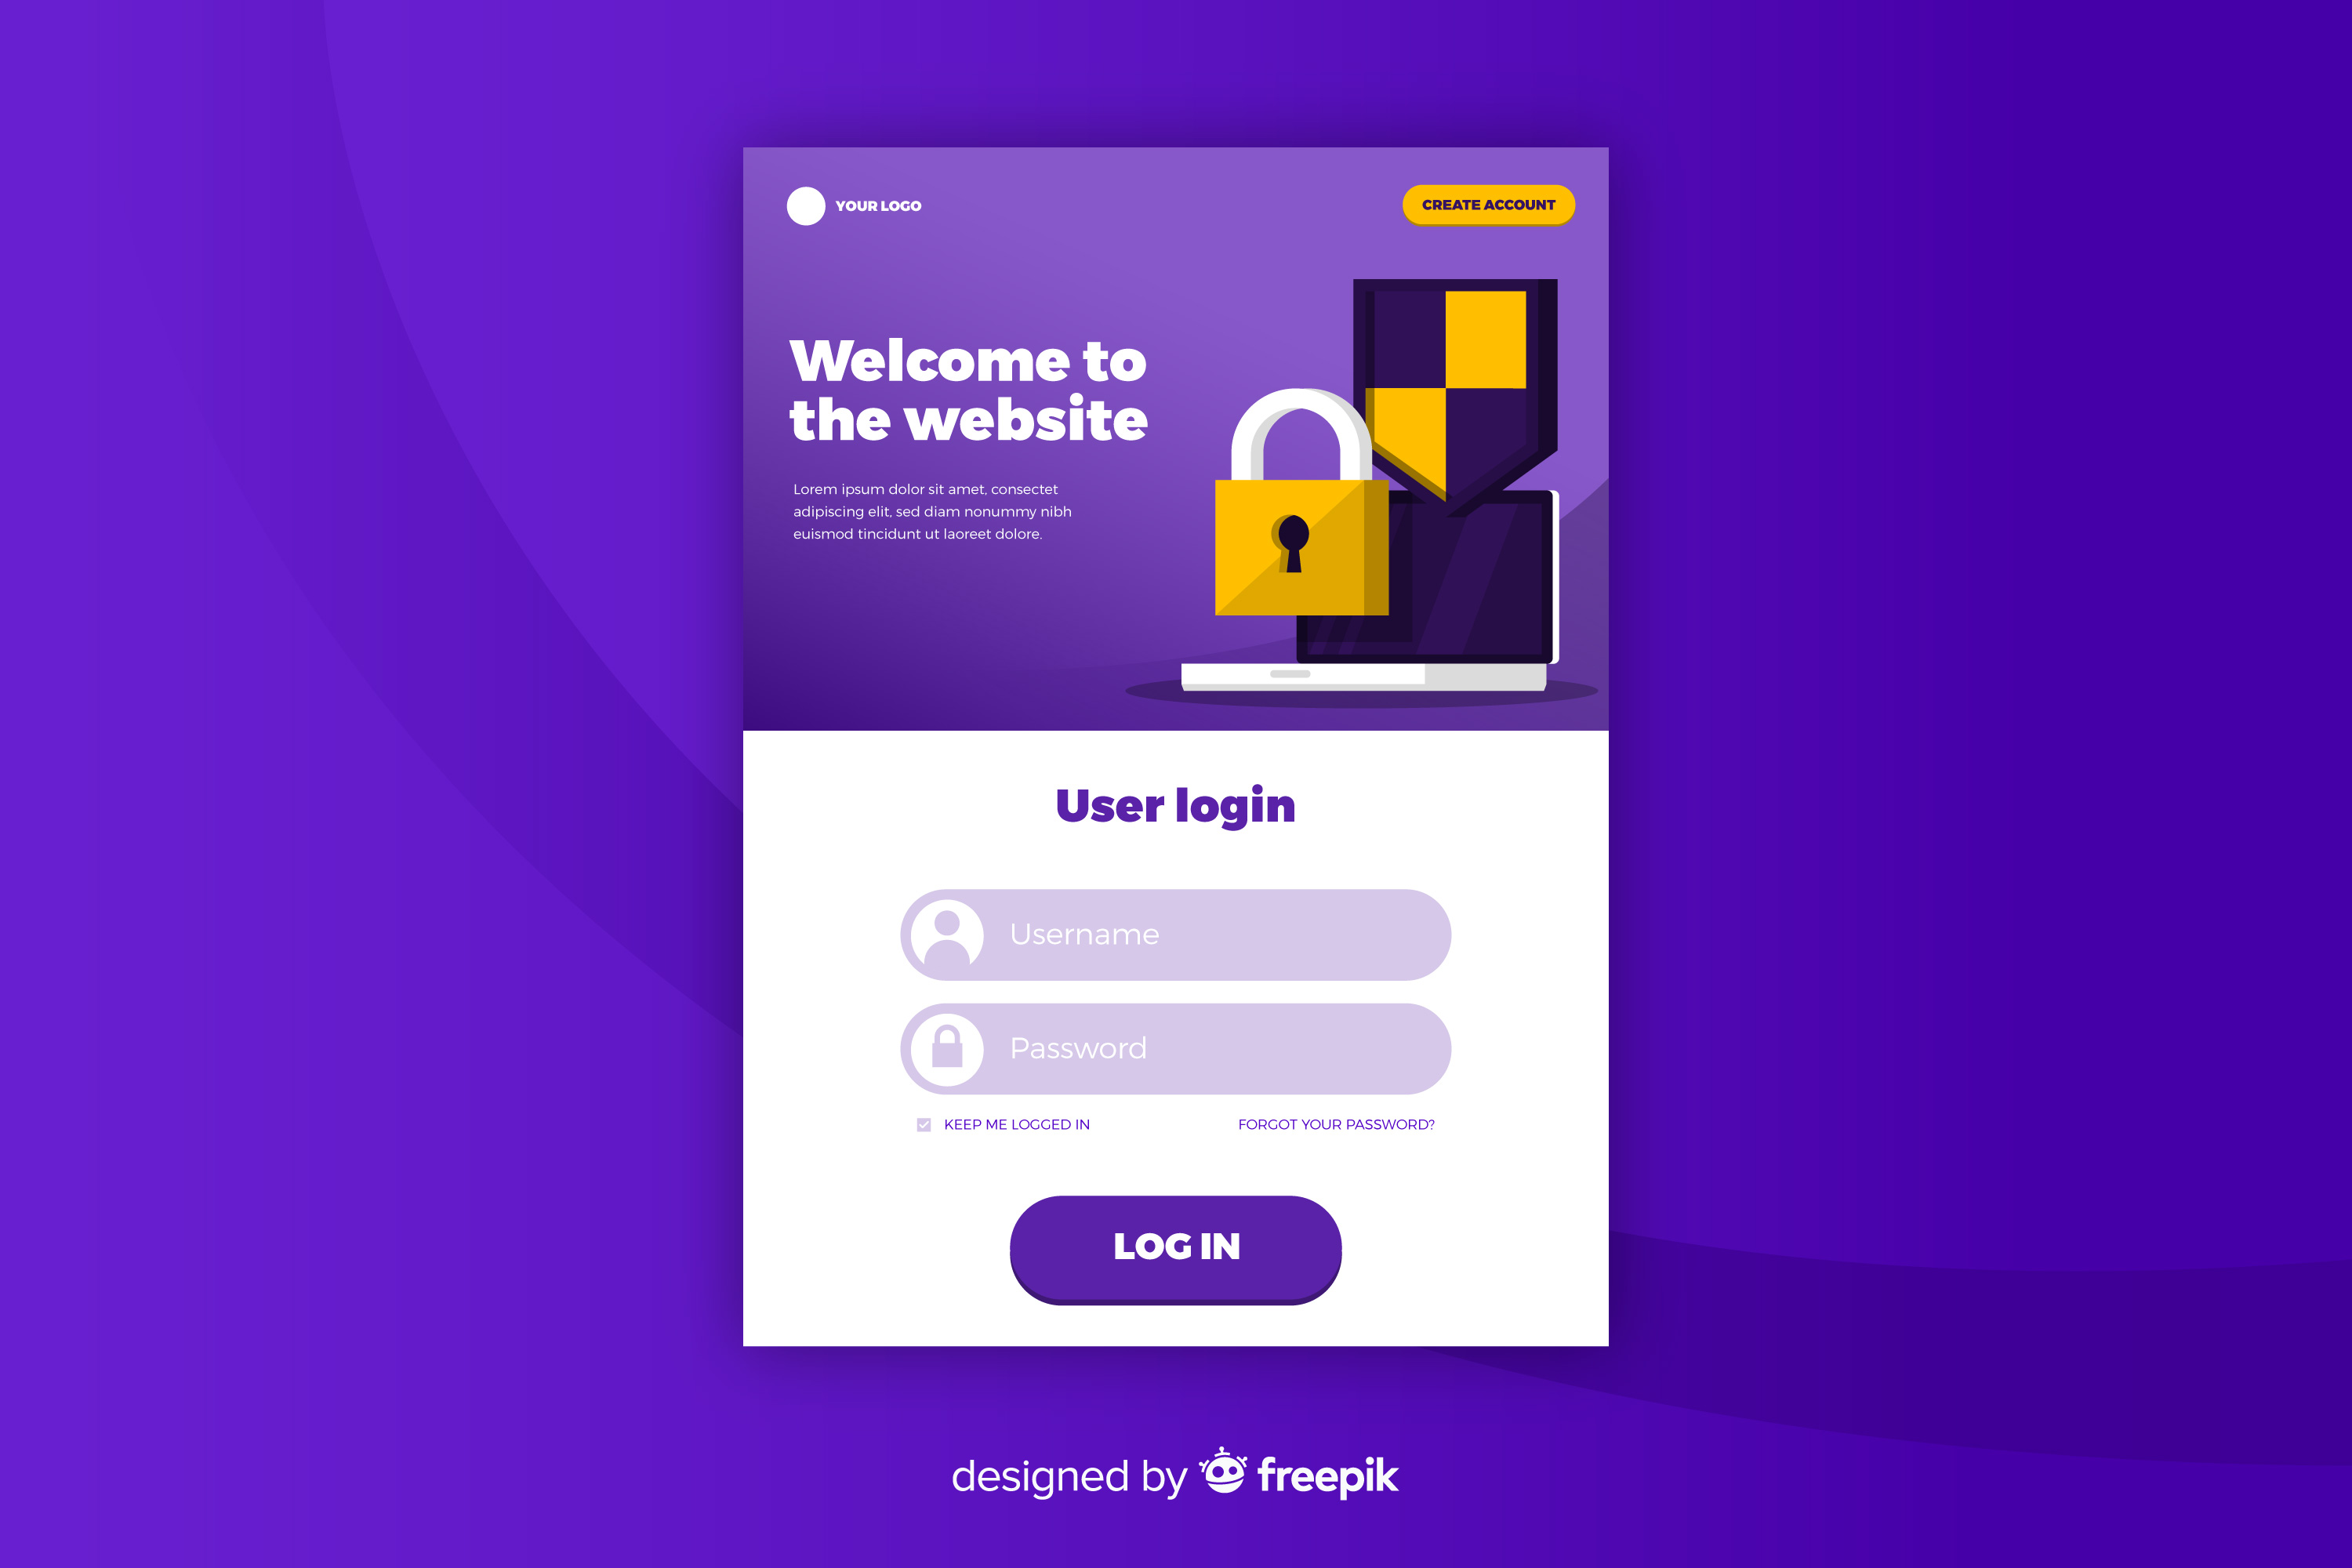 YOUR LOGO
CREATE ACCOUNT
Welcome to
the website
Lorem ipsum dolor sit amet, consectet
adipiscing elit, sed diam nonummy nibh
euismod tincidunt ut laoreet dolore.
User login
Username
Password
KEEP ME LOGGED IN
FORGOT YOUR PASSWORD?
LOG IN
designed by freepik